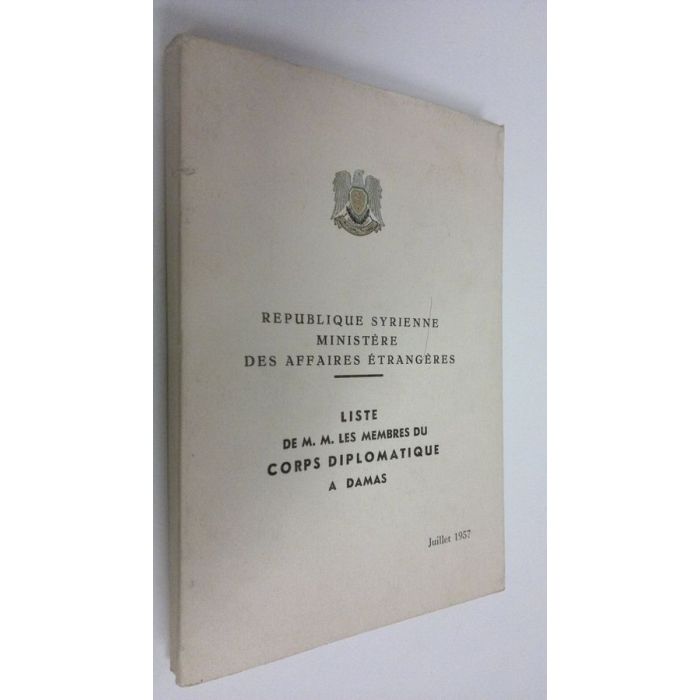 REPUBLIQUE SYRIENNE
MINISTÈRE
DES AFFAIRES ÉTRANGÈRES
LISTE
DE M. M. LES MEMBRES DU
CORPS DIPLOMATIQUE
A DAMAS
Juillet 1957